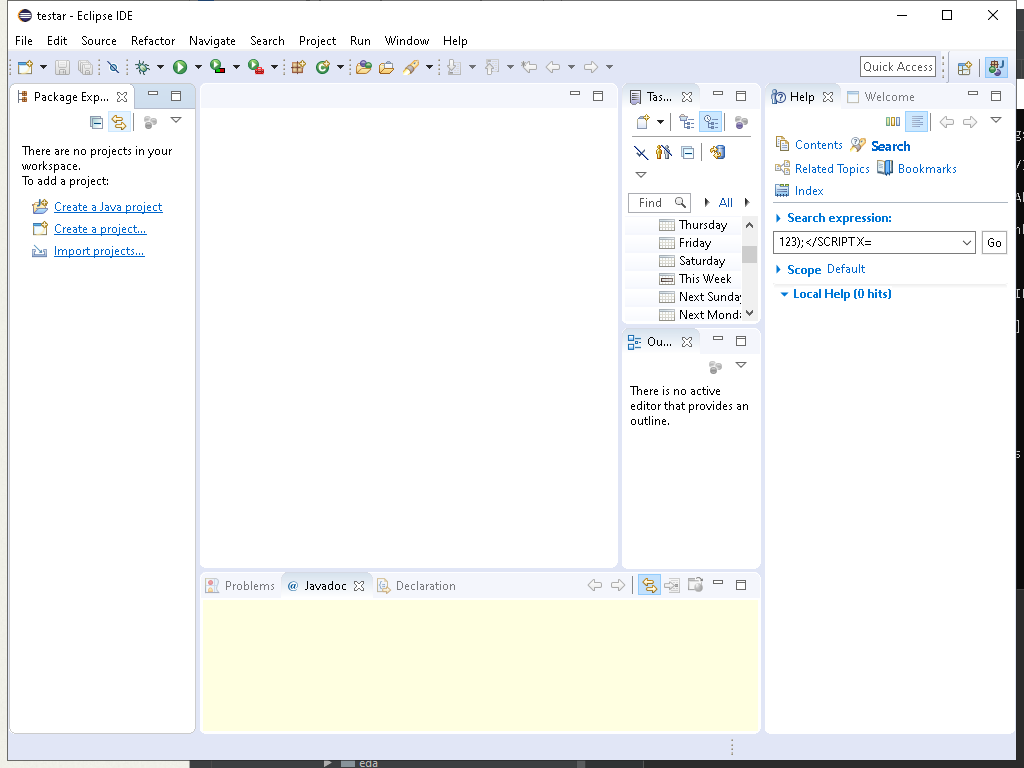 testar - Eclipse IDE
File Edit Source Refactor Navigate Search Project Run Window Help
Quick Access
Package Exp...
There are no projects in your
workspace.
To add a project:
Create a Java project
Create a project...
Import projects...
Tas...
Find All
Thursday
Friday
Saturday
This Week
Next Sunday
Next Mond
Ou...
There is no active
editor that provides an
outline.
Help Welcome
Contents Search
Related Topics Bookmarks
Index
Search expression:
123);</SCRIPTX=
Go
Scope Default
Local Help (0 hits)
Problems @ Javadoc Declaration
eda